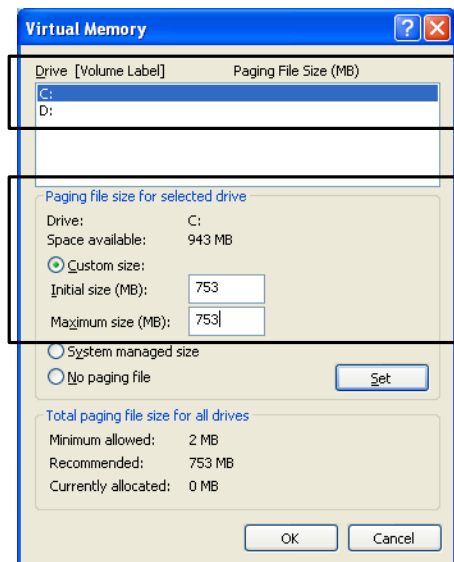 Virtual Memory
Drive [Volume Label] Paging File Size (MB)
C:
D:
Paging file size for selected drive
Drive: C:
Space available: 943 MB
Custom size:
Initial size (MB): 753
Maximum size (MB): 753
System managed size
No paging file
Set
Total paging file size for all drives
Minimum allowed: 2 MB
Recommended: 753 MB
Currently allocated: 0 MB
OK Cancel